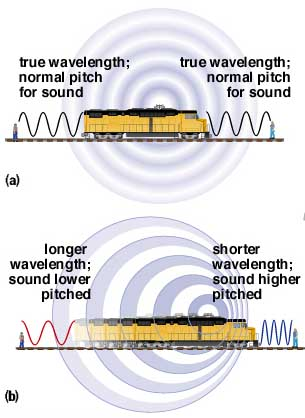 true wavelength;
normal pitch
for sound
true wavelength;
normal pitch
for sound
(a)
longer
wavelength;
sound lower
pitched
shorter
wavelength;
sound higher
pitched
(b)